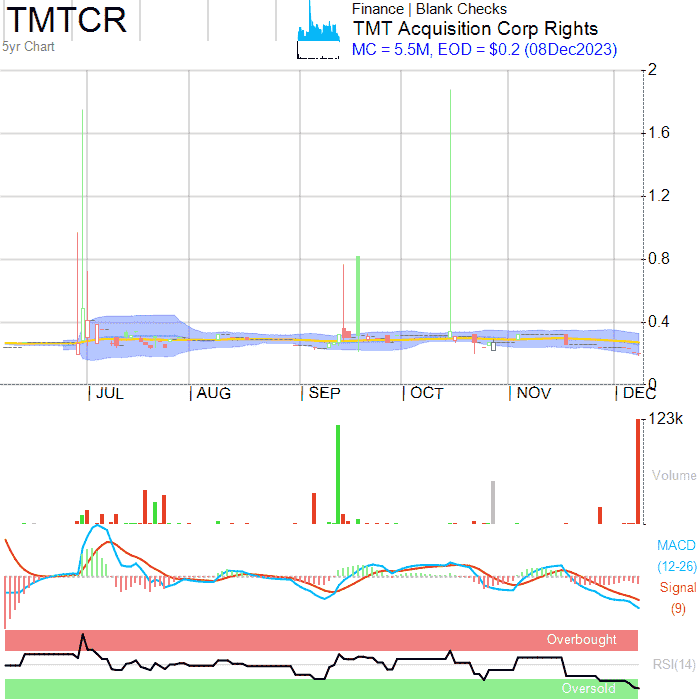 TMTCR
5yr Chart
Finance | Blank Checks
TMT Acquisition Corp Rights
MC = 5.5M, EOD = $0.2 (08Dec2023)
2
1.6
1.2
0.8
0.4
0
JUL AUG SEP OCT NOV DEC
123k
Volume
MACD
(12-26)
Signal
(9)
Overbought
RSI(14)
Oversold